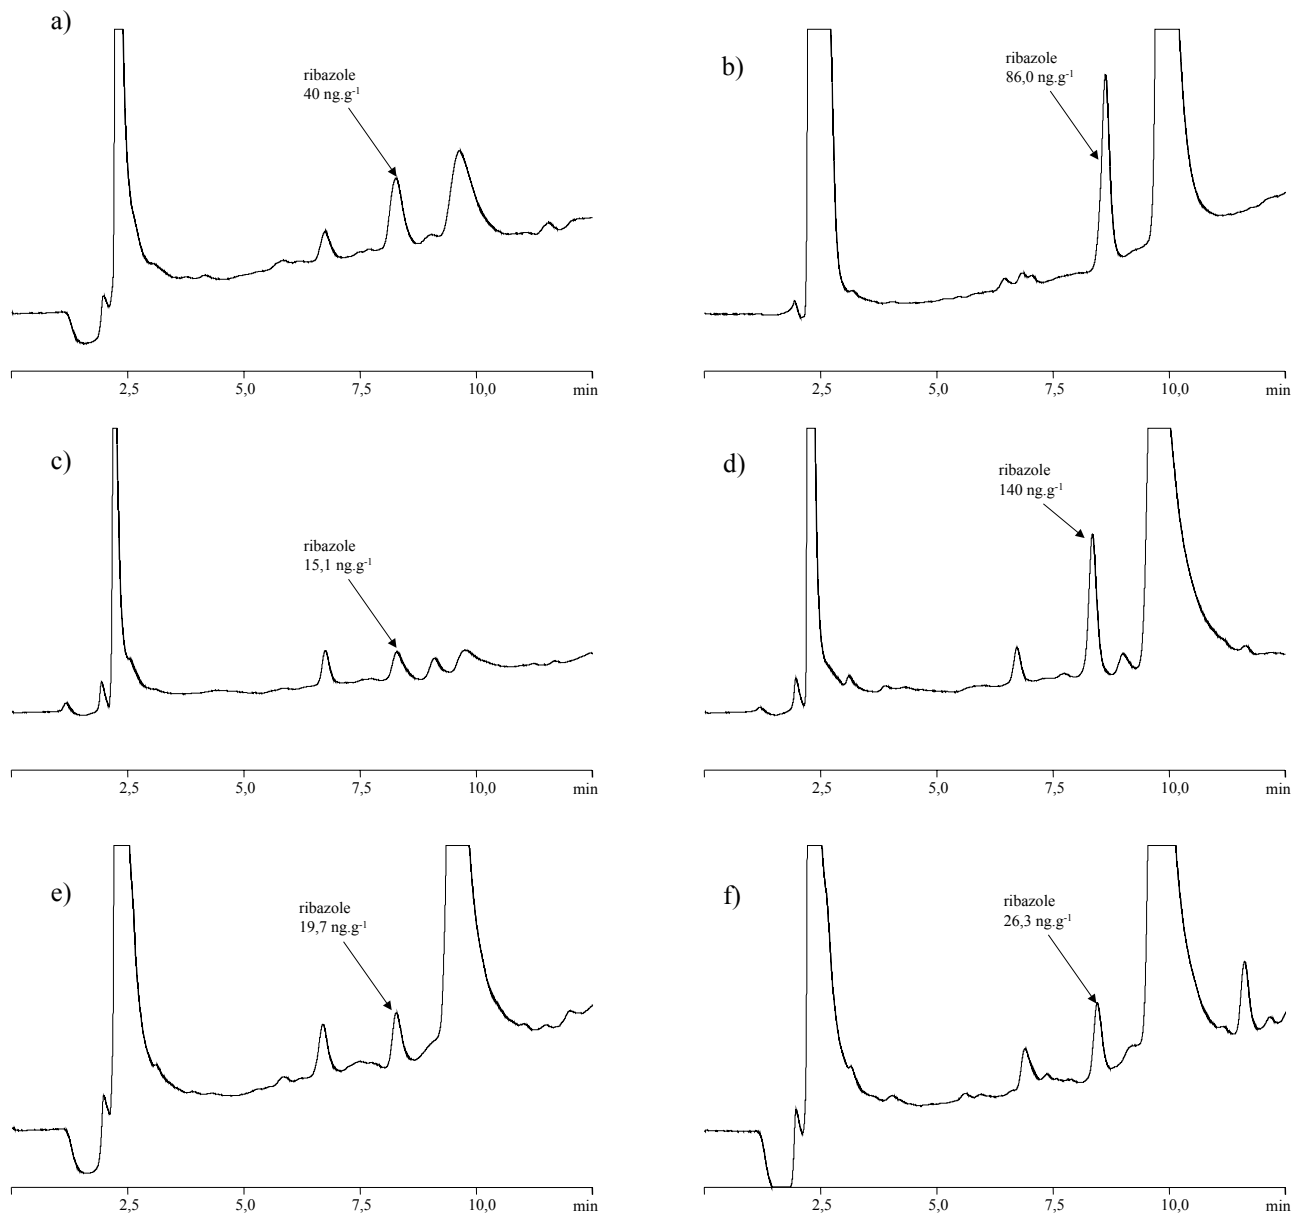 a)
ribazole
40 ng.g⁻¹
2,5 5,0 7,5 10,0 min
b)
ribazole
86,0 ng.g⁻¹
2,5 5,0 7,5 10,0 min
c)
ribazole
15,1 ng.g⁻¹
2,5 5,0 7,5 10,0 min
d)
ribazole
140 ng.g⁻¹
2,5 5,0 7,5 10,0 min
e)
ribazole
19,7 ng.g⁻¹
2,5 5,0 7,5 10,0 min
f)
ribazole
26,3 ng.g⁻¹
2,5 5,0 7,5 10,0 min